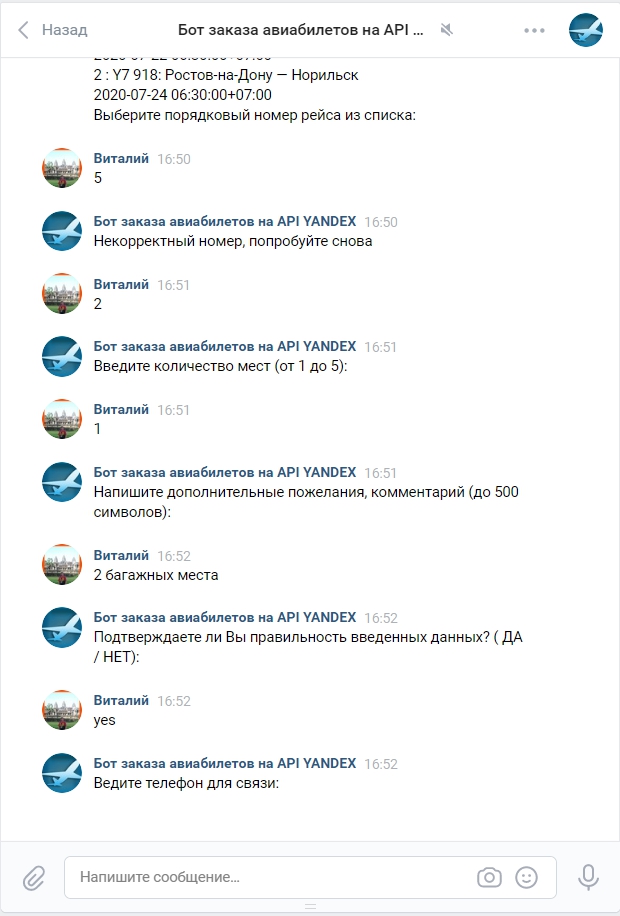 Назад
Бот заказа авиабилетов на API ...
2 : Y7 918: Ростов-на-Дону — Норильск
2020-07-24 06:30:00+07:00
Выберите порядковый номер рейса из списка:
Виталий 16:50
5
Бот заказа авиабилетов на API YANDEX 16:50
Некорректный номер, попробуйте снова
Виталий 16:51
2
Бот заказа авиабилетов на API YANDEX 16:51
Введите количество мест (от 1 до 5):
Виталий 16:51
1
Бот заказа авиабилетов на API YANDEX 16:51
Напишите дополнительные пожелания, комментарий (до 500
символов):
Виталий 16:52
2 багажных места
Бот заказа авиабилетов на API YANDEX 16:52
Подтверждаете ли Вы правильность введенных данных? ( ДА
/ НЕТ):
Виталий 16:52
yes
Бот заказа авиабилетов на API YANDEX 16:52
Ведите телефон для связи:
Напишите сообщение...